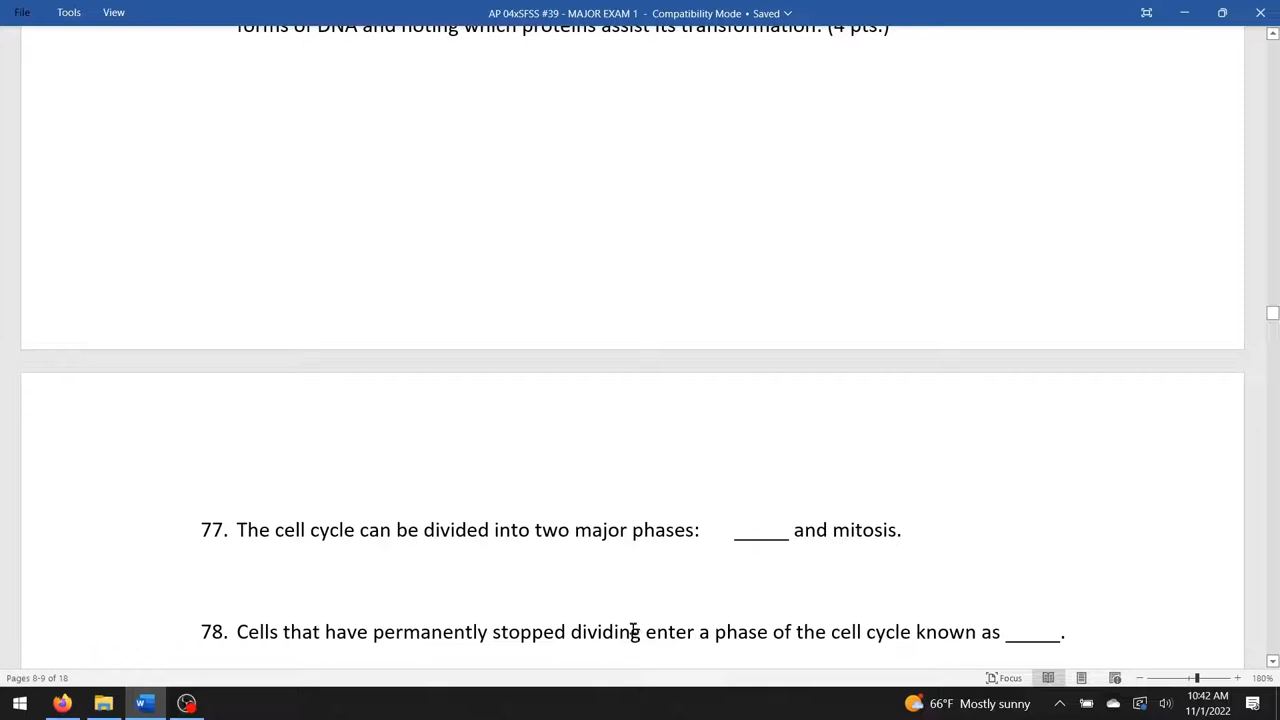 File Tools View AP 04xSFSS #39 - MAJOR EXAM 1 - Compatibility Mode • Saved
forms of DNA and noting which proteins assist its transformation. (4 pts.)
77. The cell cycle can be divided into two major phases: _____ and mitosis.
78. Cells that have permanently stopped dividing enter a phase of the cell cycle known as _____.
Pages 8-9 of 18 Focus 180%
66°F Mostly sunny 10:42 AM
11/1/2022